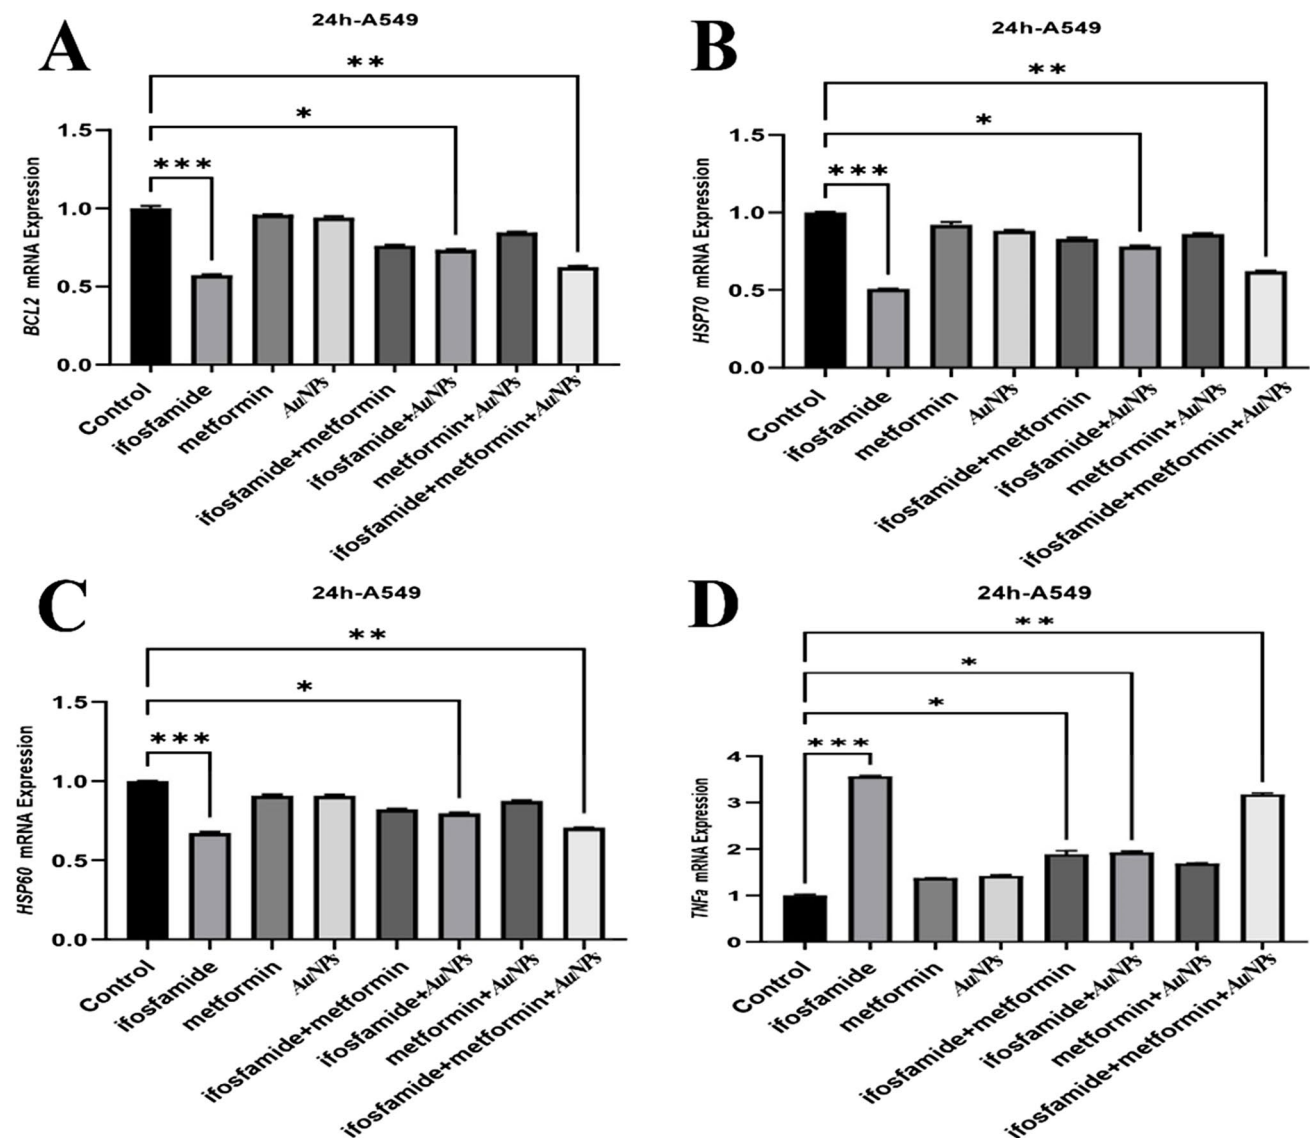 A
24h-A549
**
*
***
BCL2 mRNA Expression
1.5
1.0
0.5
0.0
Control
ifosfamide
metformin
AuNPs
ifosfamide+metformin
ifosfamide+AuNPs
metformin+AuNPs
ifosfamide+metformin+AuNPs
B
24h-A549
**
*
***
HSP70 mRNA Expression
1.5
1.0
0.5
0.0
Control
ifosfamide
metformin
AuNPs
ifosfamide+metformin
ifosfamide+AuNPs
metformin+AuNPs
ifosfamide+metformin+AuNPs
C
24h-A549
**
*
***
HSP60 mRNA Expression
1.5
1.0
0.5
0.0
Control
ifosfamide
metformin
AuNPs
ifosfamide+metformin
ifosfamide+AuNPs
metformin+AuNPs
ifosfamide+metformin+AuNPs
D
24h-A549
**
*
*
***
TNFa mRNA Expression
4
3
2
1
0
Control
ifosfamide
metformin
AuNPs
ifosfamide+metformin
ifosfamide+AuNPs
metformin+AuNPs
ifosfamide+metformin+AuNPs